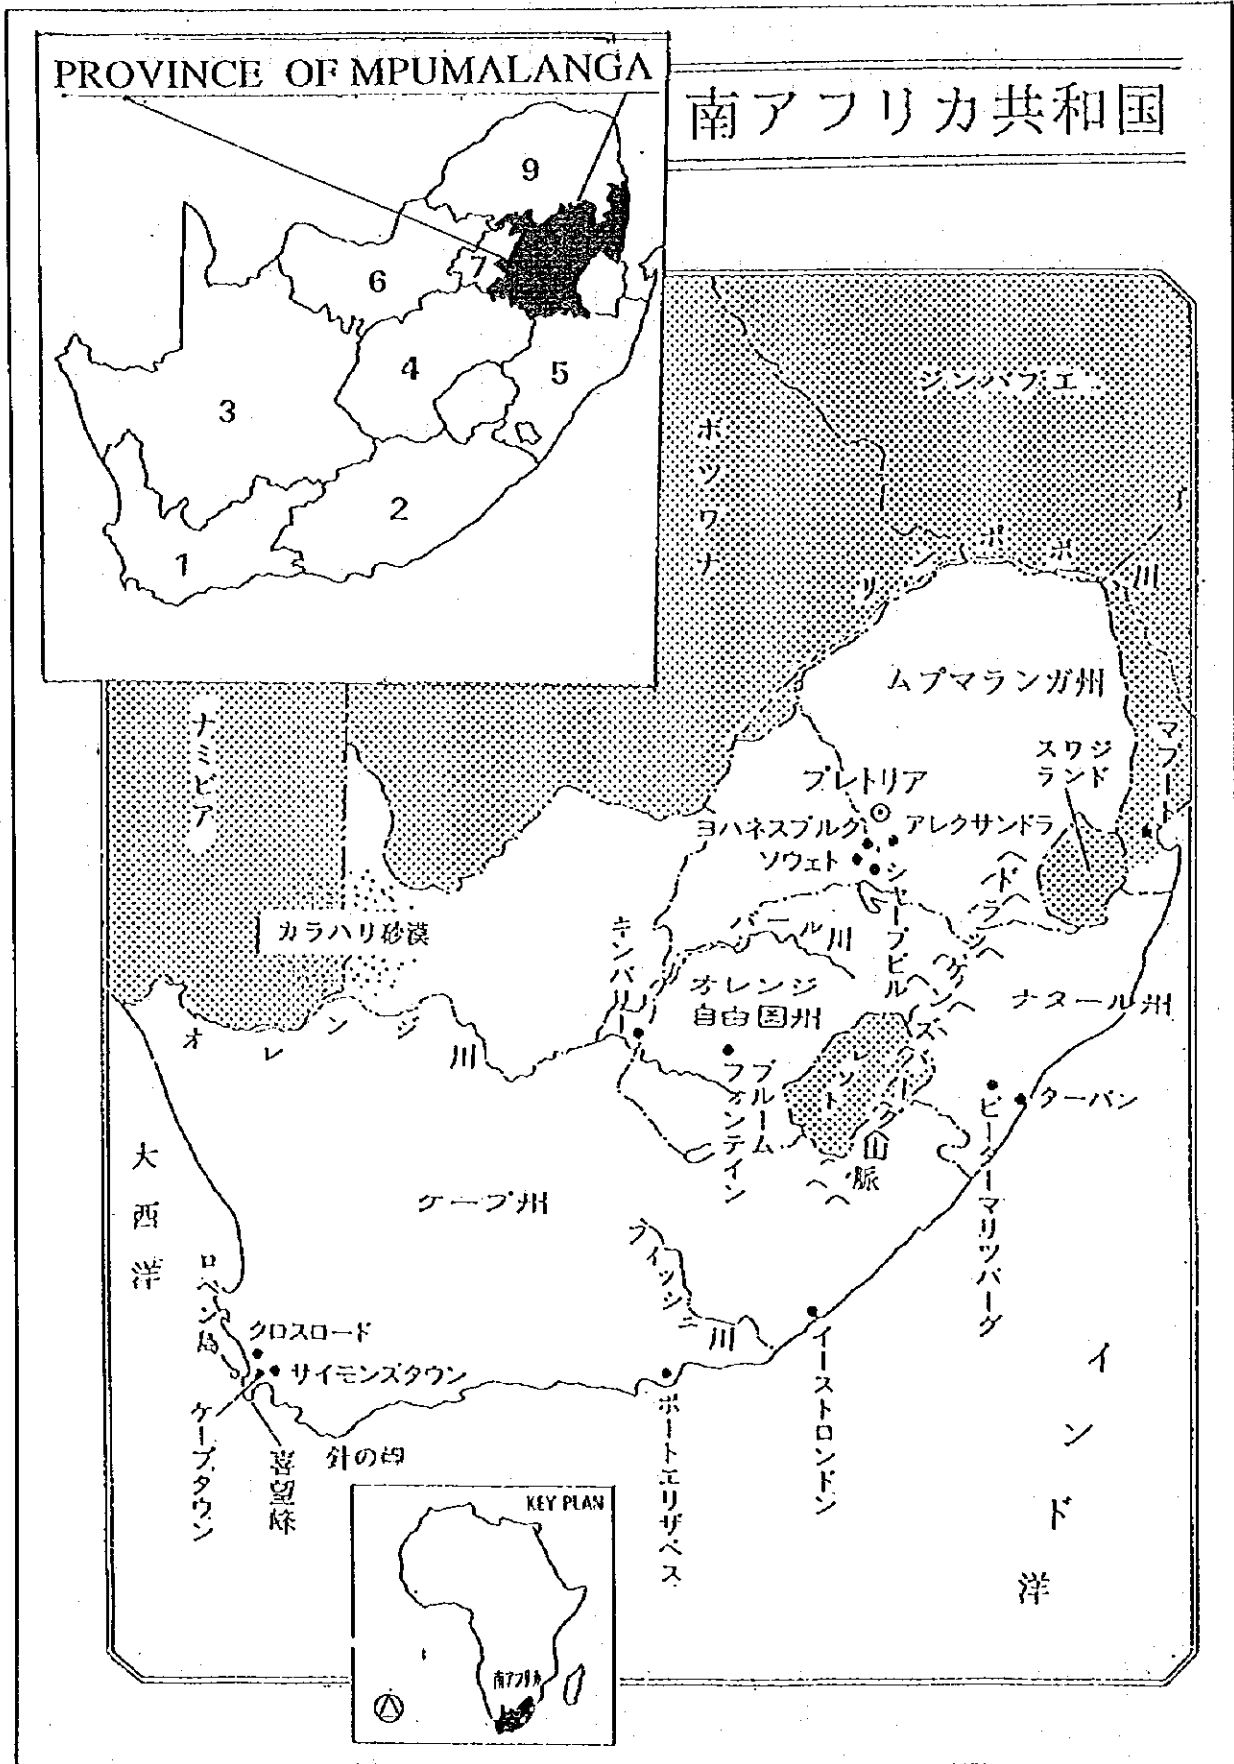 PROVINCE OF MPUMALANGA
南アフリカ共和国
9
6
7
4
5
3
2
1
ジンバブエ
ボツワナ
リンポポ川
ムプマランガ州
ナミビア
マプート
スワジ
ランド
プレトリア
ヨハネスブルク
アレクサンドラ
ソウェト
シャープビル
カラハリ砂漠
キンバリー
バール川
ドラッケンズバーグ山脈
オレンジ
自由国州
ナタール州
オレンジ川
レソト
ブルーム
フォンテイン
ピーターマリツバーグ
ターバン
大西洋
ケープ州
フィッシュ川
ロベン島
クロスロード
サイモンズタウン
ケープタウン
喜望峰
針の岬
ポートエリザベス
イーストロンドン
インド洋
KEY PLAN
南アフリカ